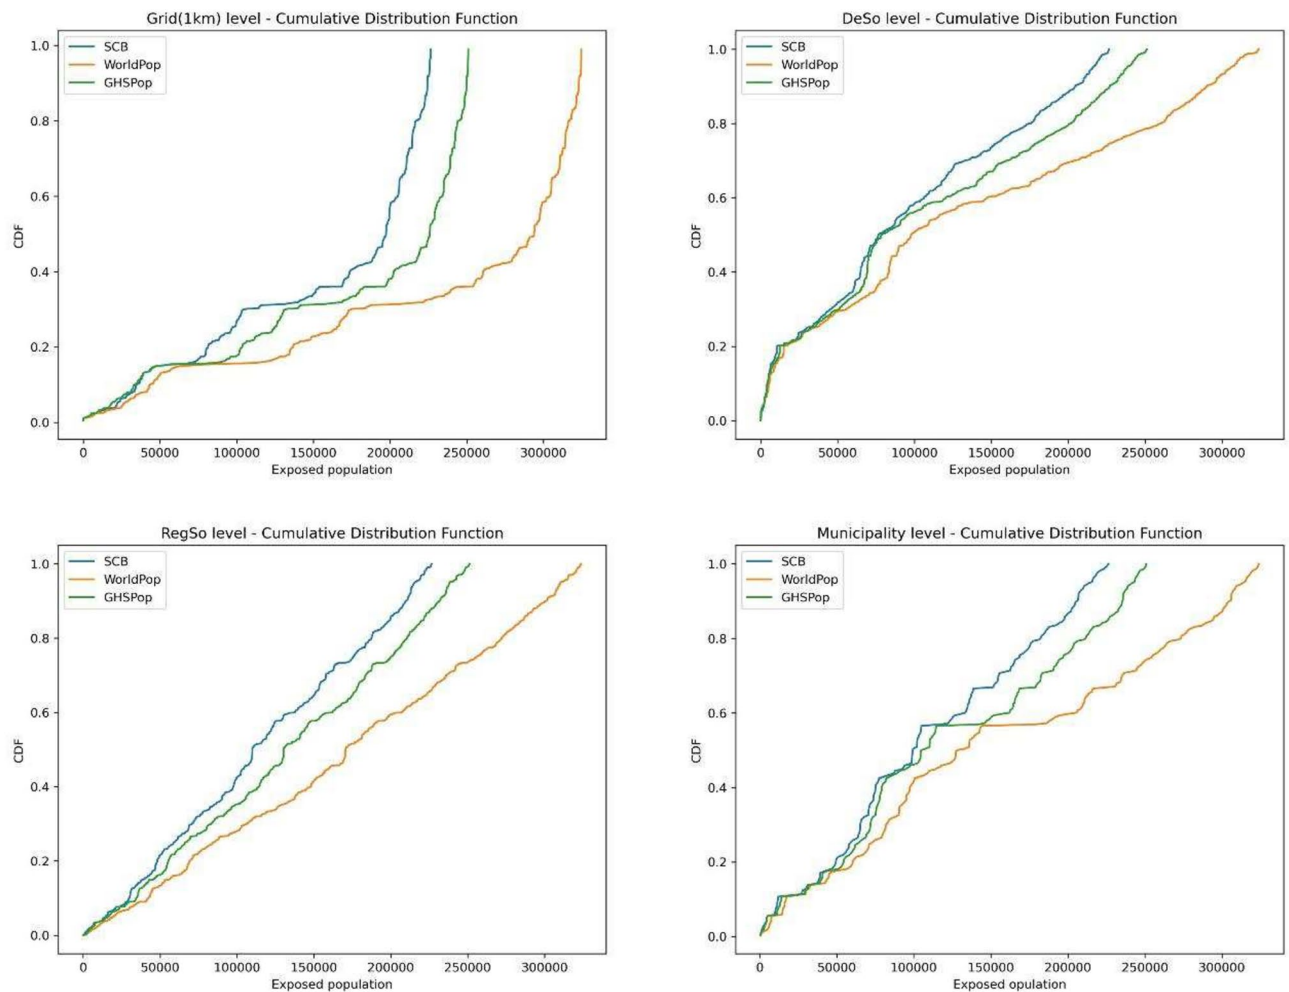 Grid(1km) level - Cumulative Distribution Function
SCB
WorldPop
GHSPop
1.0
0.8
0.6
0.4
0.2
0.0
CDF
0 50000 100000 150000 200000 250000 300000
Exposed population
DeSo level - Cumulative Distribution Function
SCB
WorldPop
GHSPop
1.0
0.8
0.6
0.4
0.2
0.0
CDF
0 50000 100000 150000 200000 250000 300000
Exposed population
RegSo level - Cumulative Distribution Function
SCB
WorldPop
GHSPop
1.0
0.8
0.6
0.4
0.2
0.0
CDF
0 50000 100000 150000 200000 250000 300000
Exposed population
Municipality level - Cumulative Distribution Function
SCB
WorldPop
GHSPop
1.0
0.8
0.6
0.4
0.2
0.0
CDF
0 50000 100000 150000 200000 250000 300000
Exposed opulation